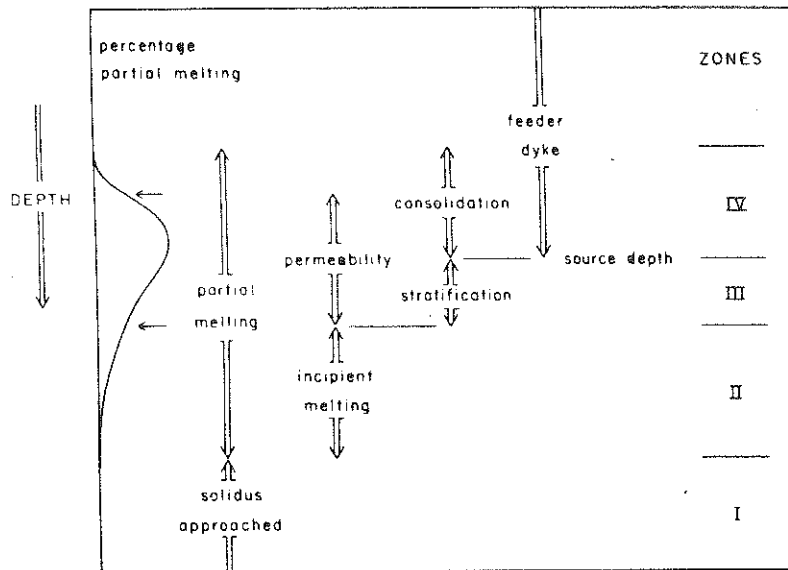 percentage
partial melting
ZONES
feeder
dyke
DEPTH
consolidation
IV
permeability
source depth
partial
melting
stratification
III
incipient
melting
II
solidus
approached
I